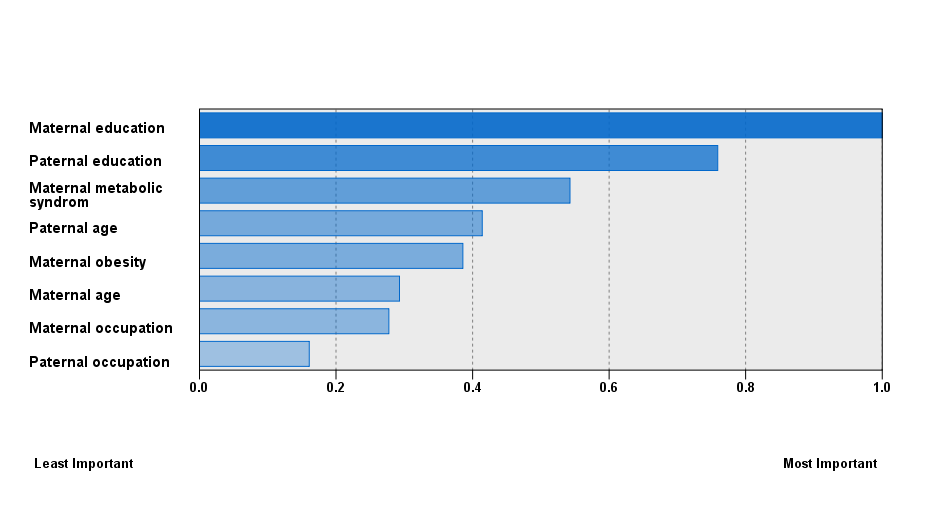 Maternal education
Paternal education
Maternal metabolic
syndrom
Paternal age
Maternal obesity
Maternal age
Maternal occupation
Paternal occupation
0.0 0.2 0.4 0.6 0.8 1.0
Least Important Most Important